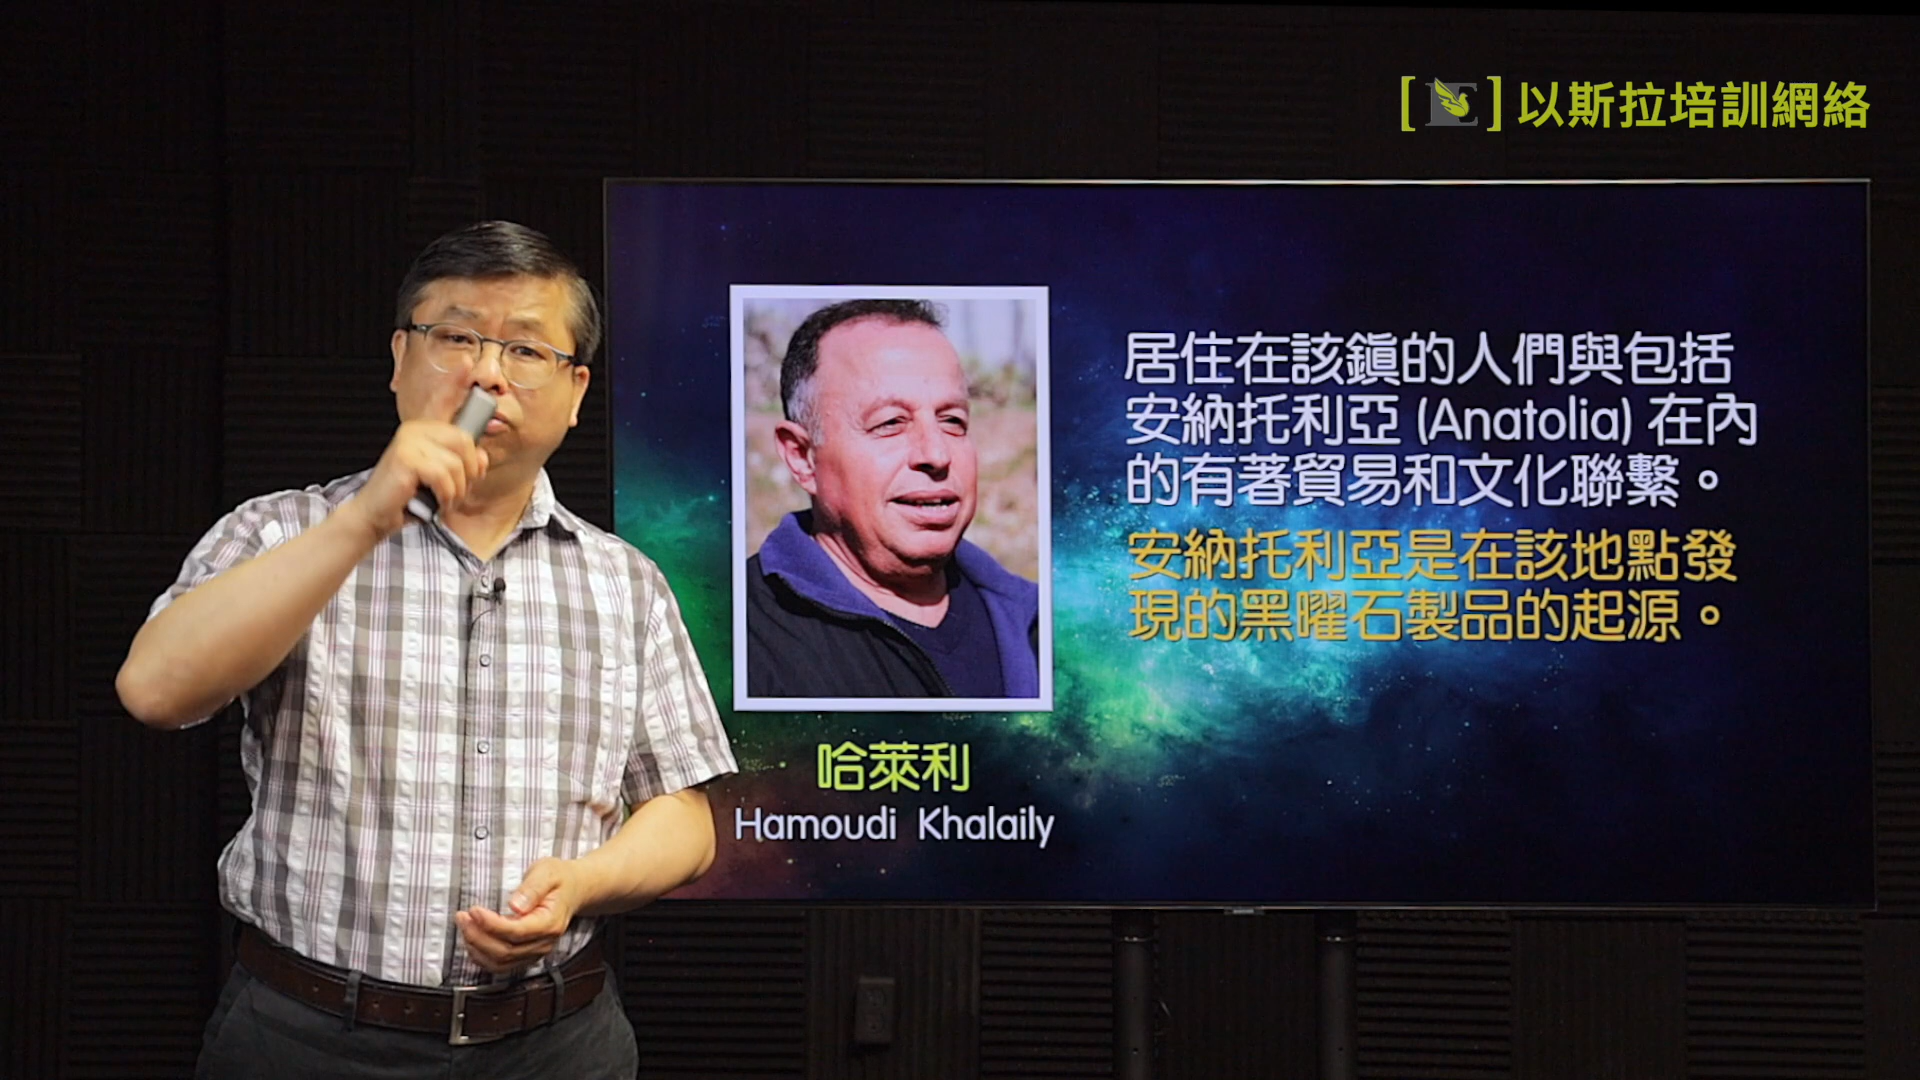 以斯拉培訓網絡
居住在該鎮的人們與包括
安納托利亞 (Anatolia) 在內
的有著貿易和文化聯繫。
安納托利亞是在該地點發
現的黑曜石製品的起源。
哈萊利
Hamoudi Khalaily